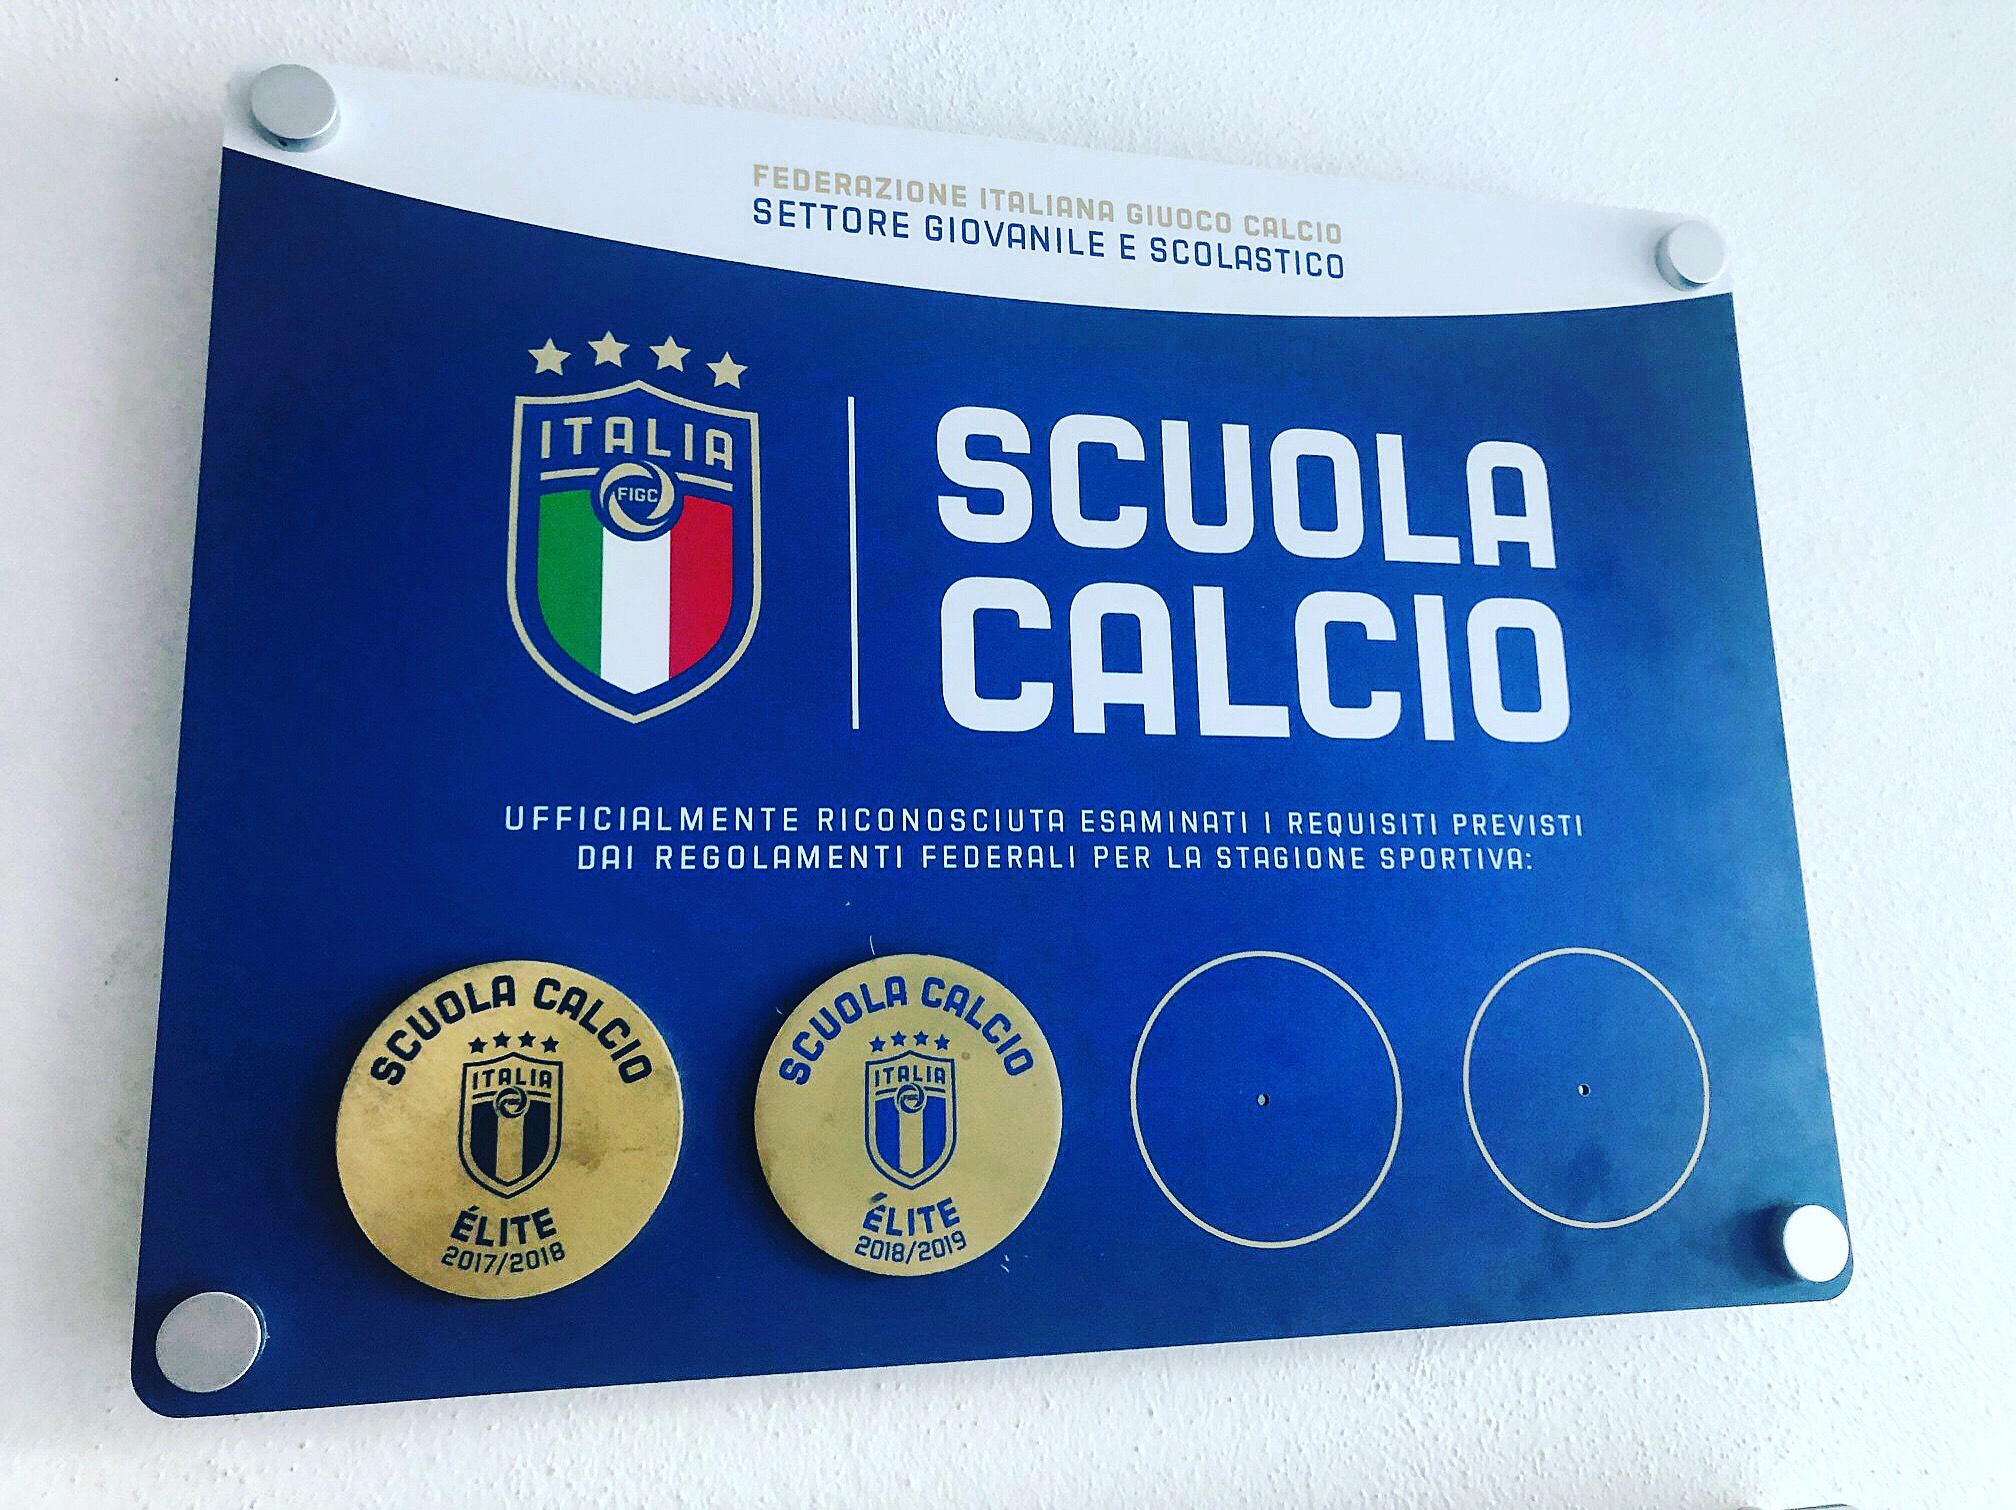 FEDERAZIONE ITALIANA GIUOCO CALCIO
SETTORE GIOVANILE E SCOLASTICO
ITALIA
FIGC
SCUOLA
CALCIO
UFFICIALMENTE RICONOSCIUTA ESAMINATI I REQUISITI PREVISTI
DAI REGOLAMENTI FEDERALI PER LA STAGIONE SPORTIVA:
SCUOLA CALCIO
ITALIA
ÉLITE
2017/2018
SCUOLA CALCIO
ITALIA
ÉLITE
2018/2019